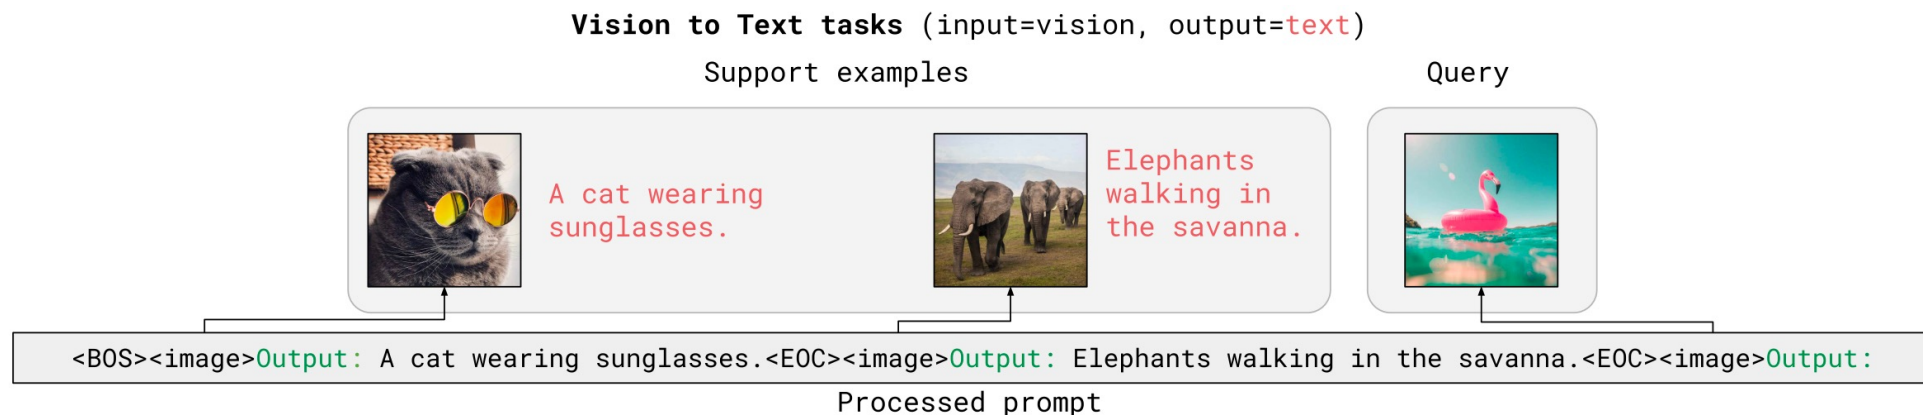 Vision to Text tasks (input=vision, output=text)
Support examples
Query
A cat wearing
sunglasses.
Elephants
walking in
the savanna.
<BOS><image>Output: A cat wearing sunglasses.<EOC><image>Output: Elephants walking in the savanna.<EOC><image>Output:
Processed prompt